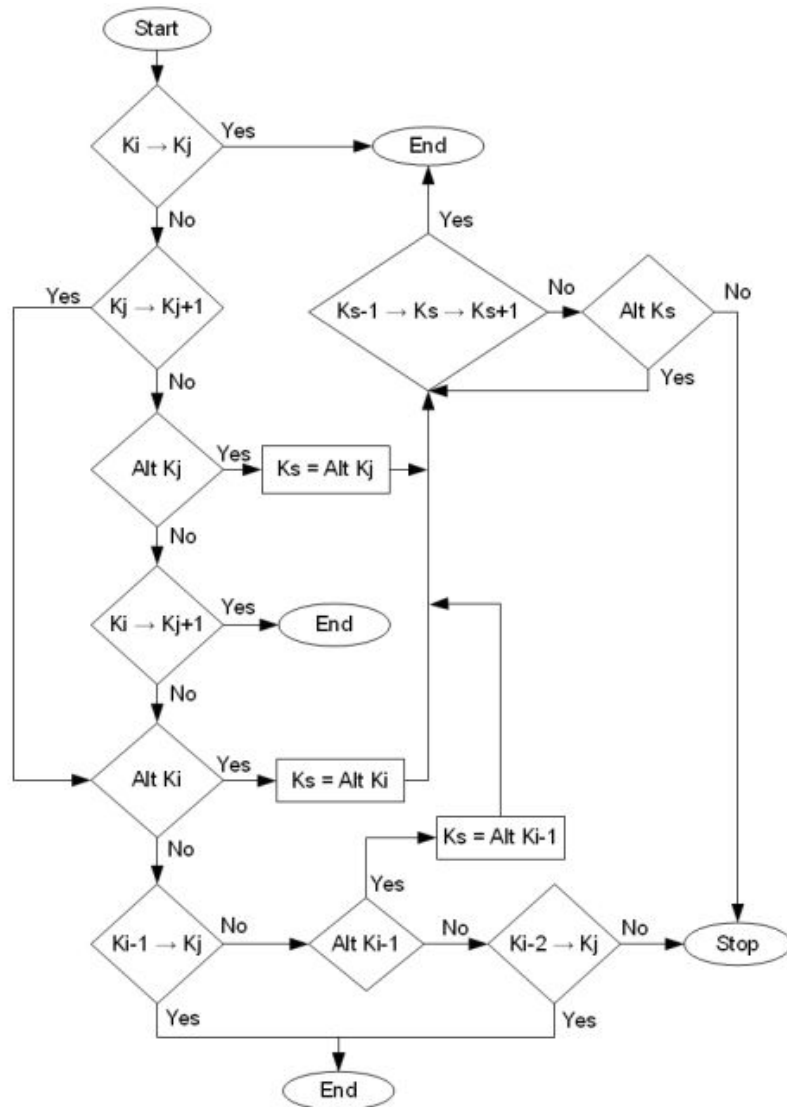 Start
Ki → Kj
Yes
End
No
Yes
Yes
Kj → Kj+1
Ks-1 → Ks → Ks+1
No
Alt Ks
No
No
Yes
Alt Kj
Yes
Ks = Alt Kj
No
Ki → Kj+1
Yes
End
No
Alt Ki
Yes
Ks = Alt Ki
Ks = Alt Ki-1
No
Yes
Ki-1 → Kj
No
Alt Ki-1
No
Ki-2 → Kj
No
Stop
Yes
Yes
End